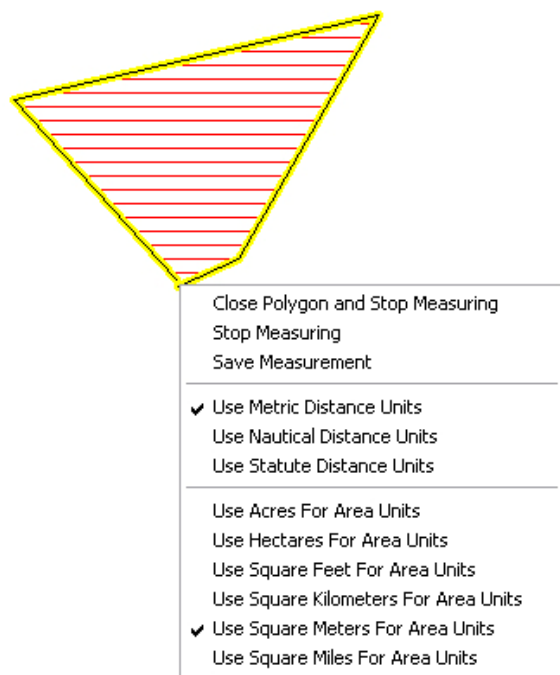 Close Polygon and Stop Measuring
Stop Measuring
Save Measurement
Use Metric Distance Units
Use Nautical Distance Units
Use Statute Distance Units
Use Acres For Area Units
Use Hectares For Area Units
Use Square Feet For Area Units
Use Square Kilometers For Area Units
Use Square Meters For Area Units
Use Square Miles For Area Units